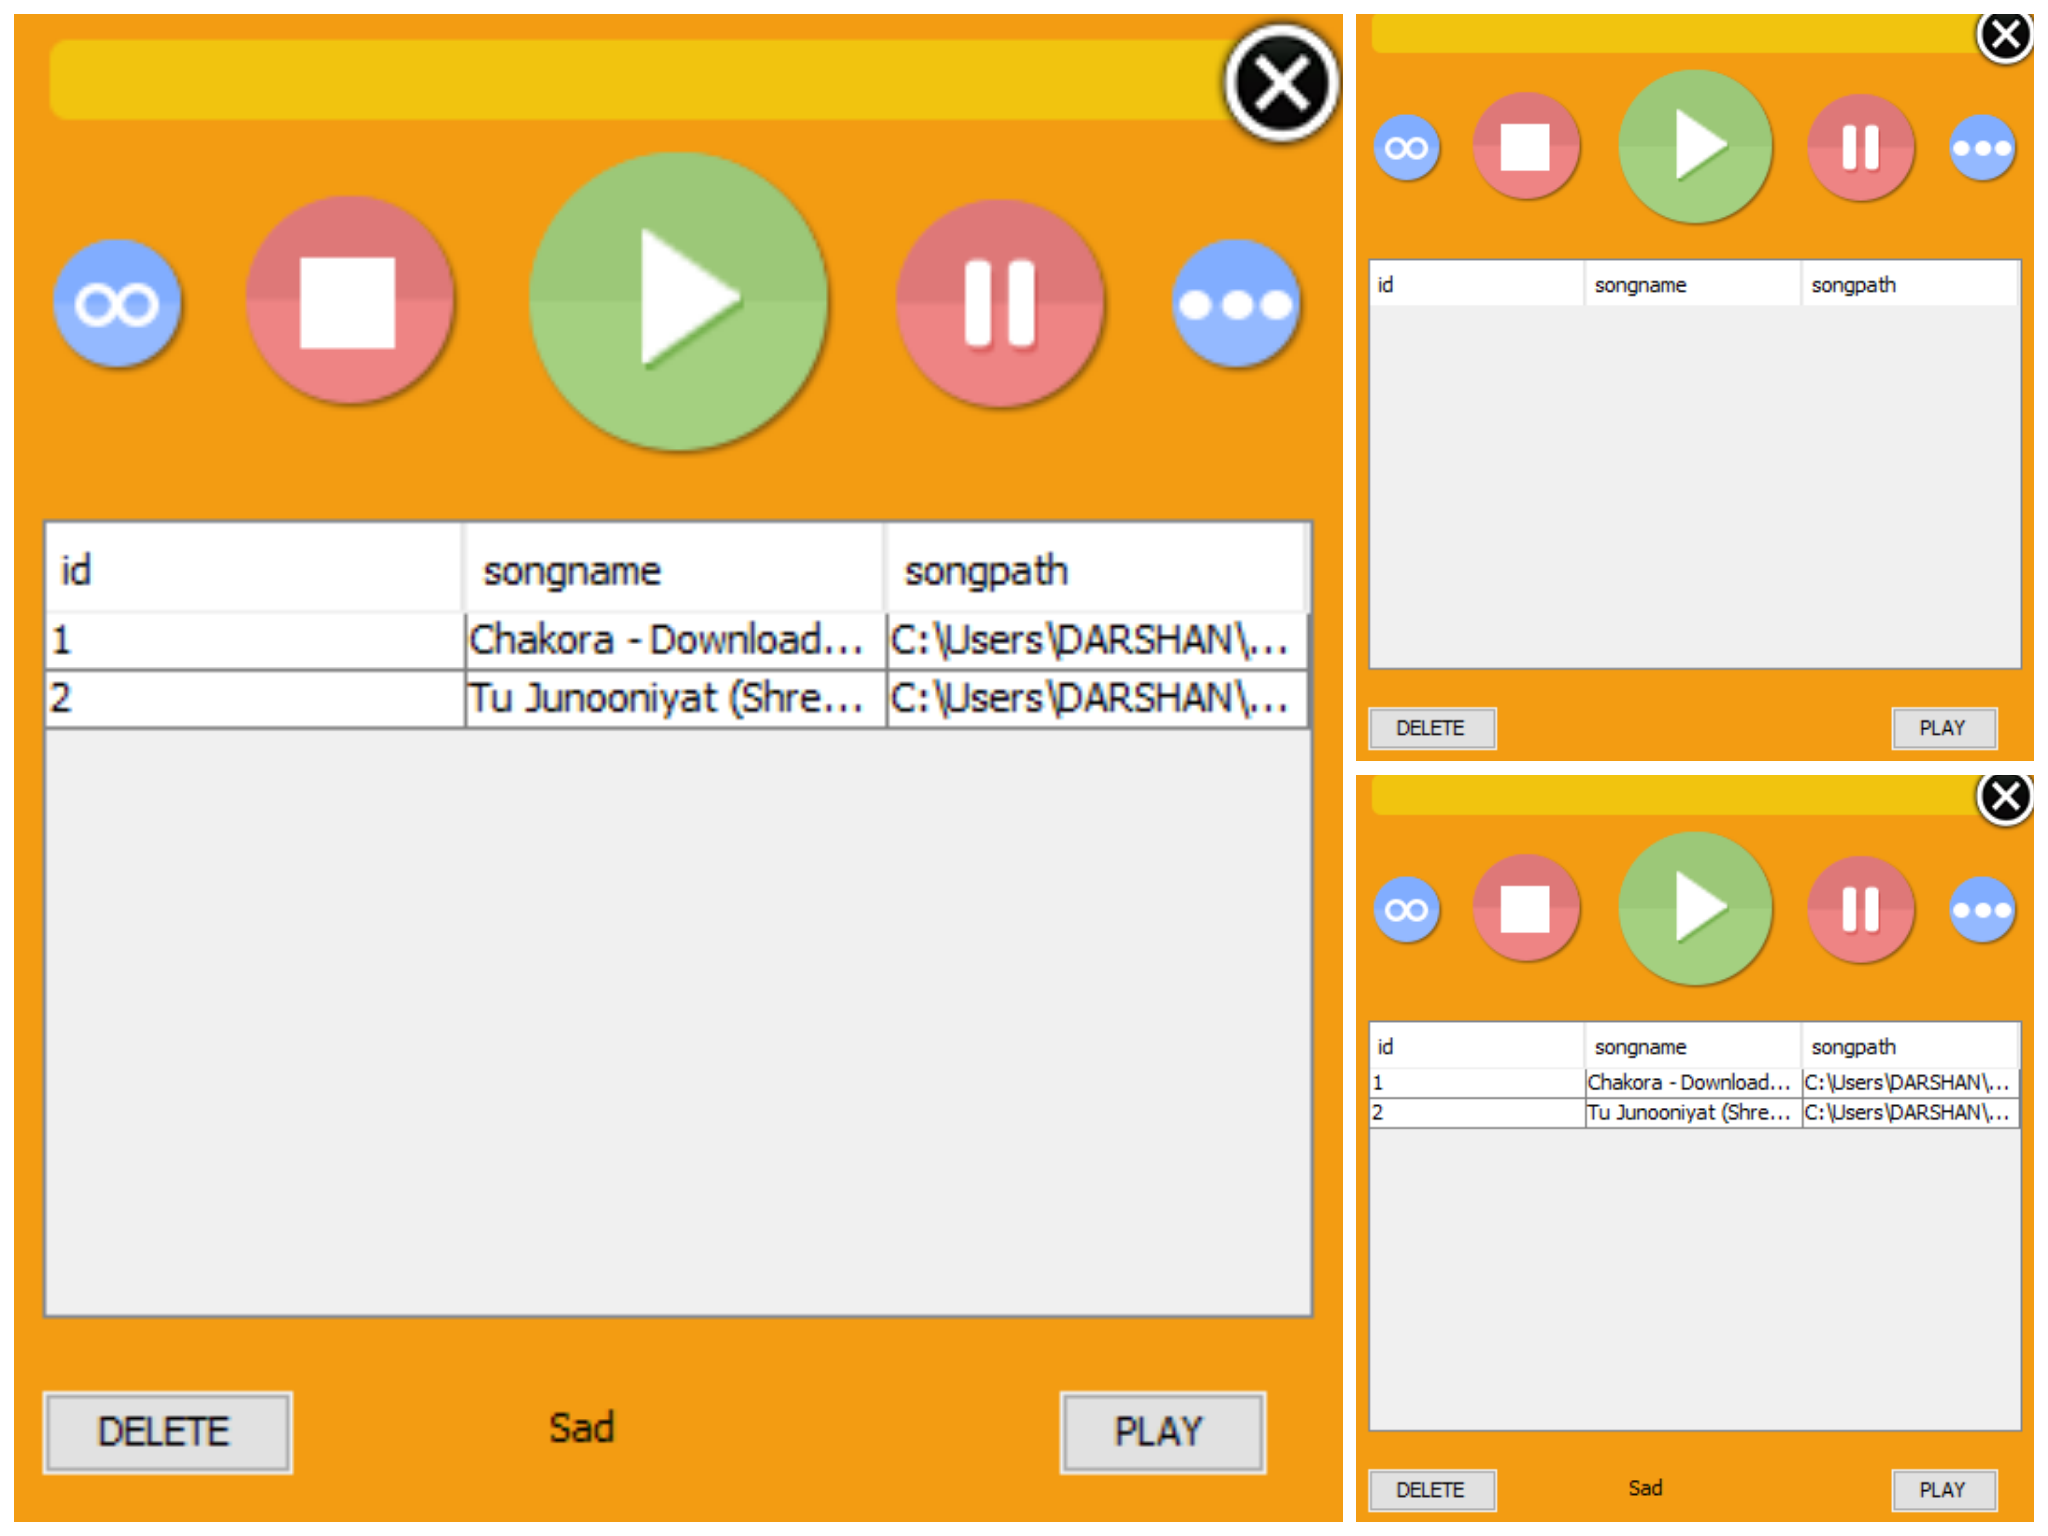 id songname songpath
1 Chakora - Download... C:\Users\DARSHAN\...
2 Tu Junooniyat (Shre... C:\Users\DARSHAN\...
DELETE Sad PLAY
id songname songpath
DELETE PLAY
id songname songpath
1 Chakora - Download... C:\Users\DARSHAN\...
2 Tu Junooniyat (Shre... C:\Users\DARSHAN\...
DELETE Sad PLAY